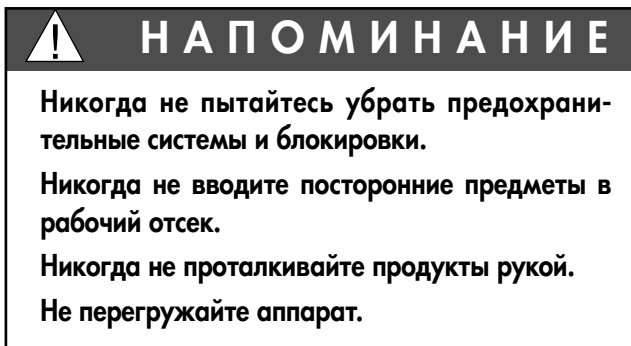 НАПОМИНАНИЕ
Никогда не пытайтесь убрать предохрани-
тельные системы и блокировки.
Никогда не вводите посторонние предметы в
рабочий отсек.
Никогда не проталкивайте продукты рукой.
Не перегружайте аппарат.